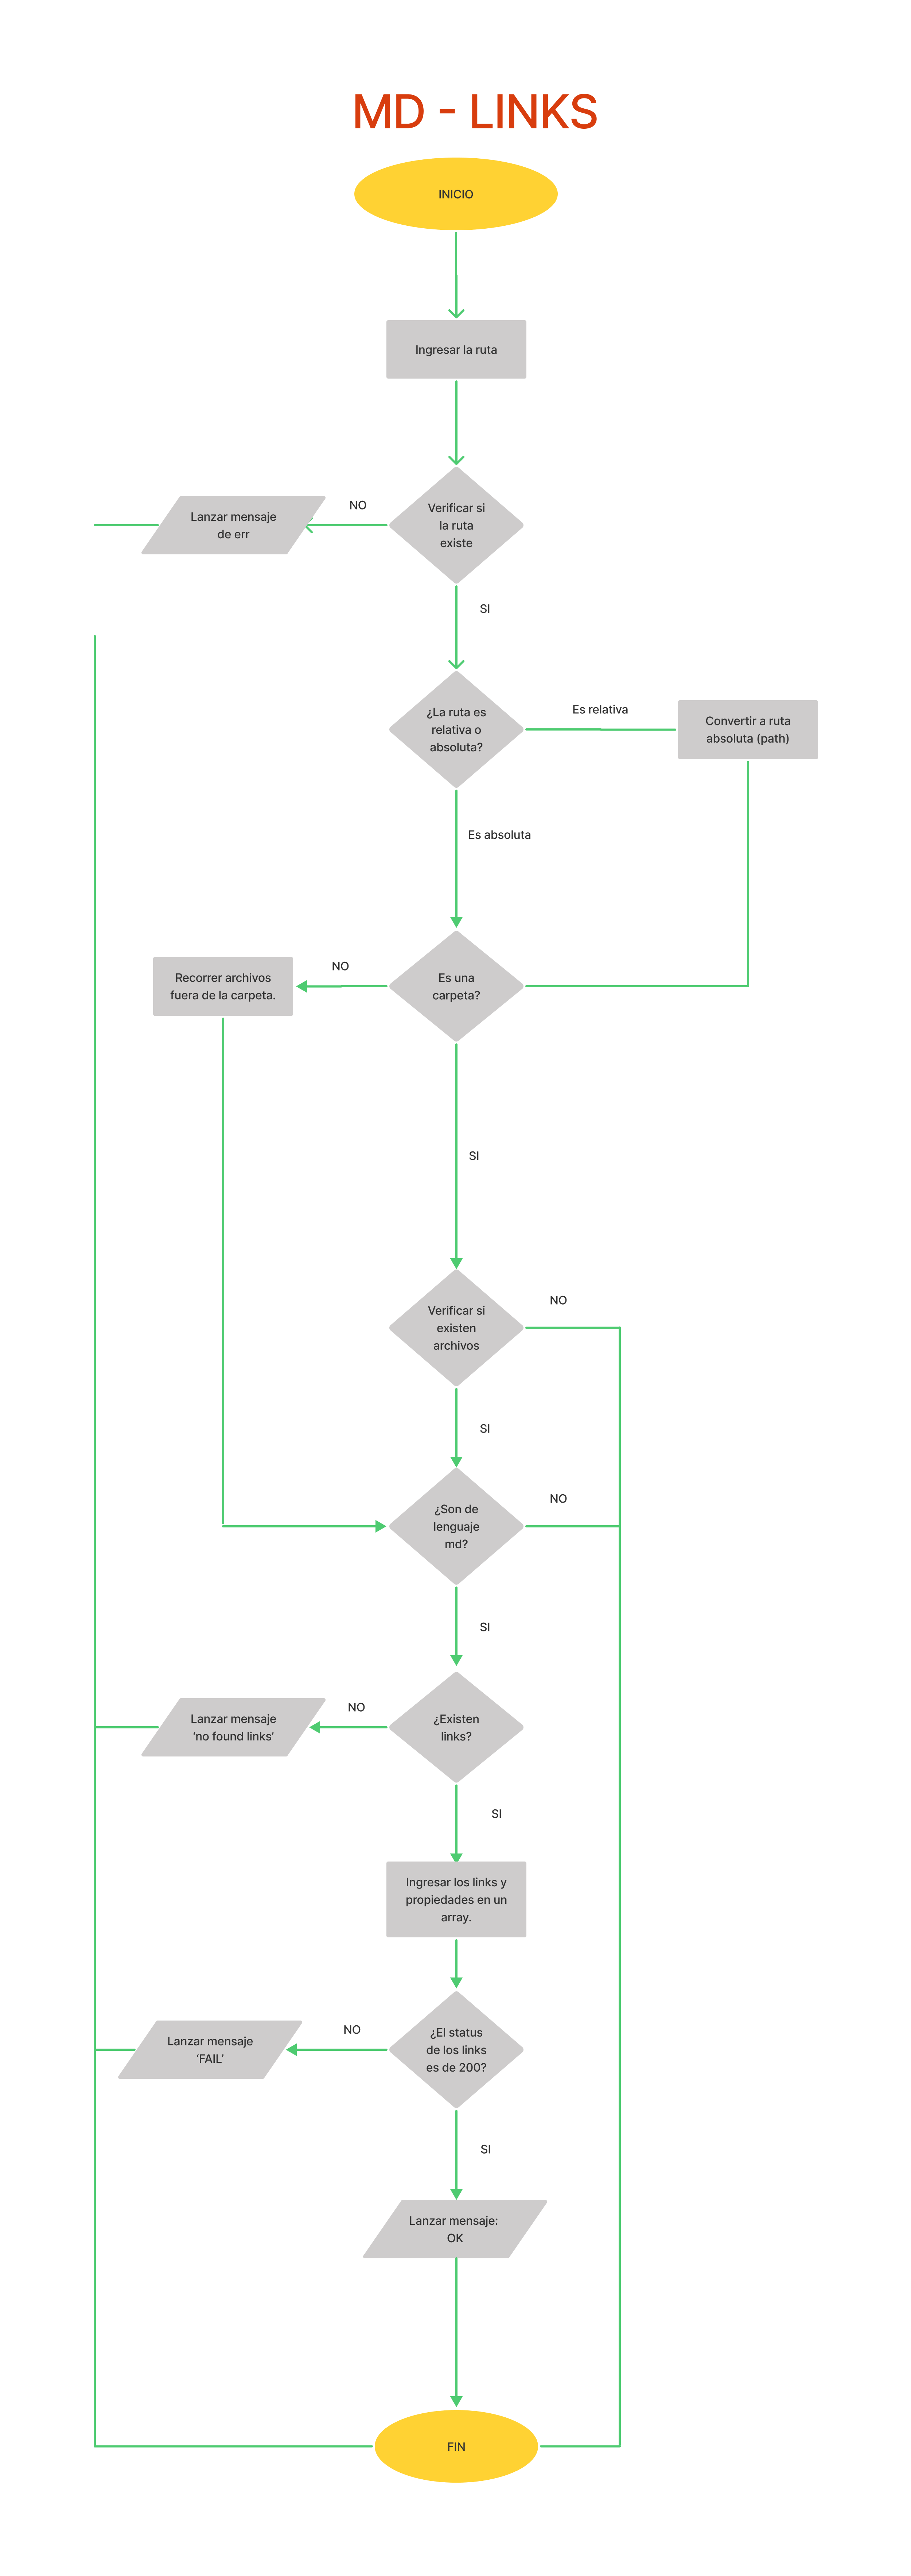 MD - LINKS
INICIO
Ingresar la ruta
Verificar si
la ruta
existe
NO
Lanzar mensaje
de err
SI
¿La ruta es
relativa o
absoluta?
Es relativa
Convertir a ruta
absoluta (path)
Es absoluta
Es una
carpeta?
NO
Recorrer archivos
fuera de la carpeta.
SI
Verificar si
existen
archivos
NO
SI
¿Son de
lenguaje
md?
NO
SI
¿Existen
links?
NO
Lanzar mensaje
‘no found links’
SI
Ingresar los links y
propiedades en un
array.
¿El status
de los links
es de 200?
NO
Lanzar mensaje
‘FAIL’
SI
Lanzar mensaje:
OK
FIN